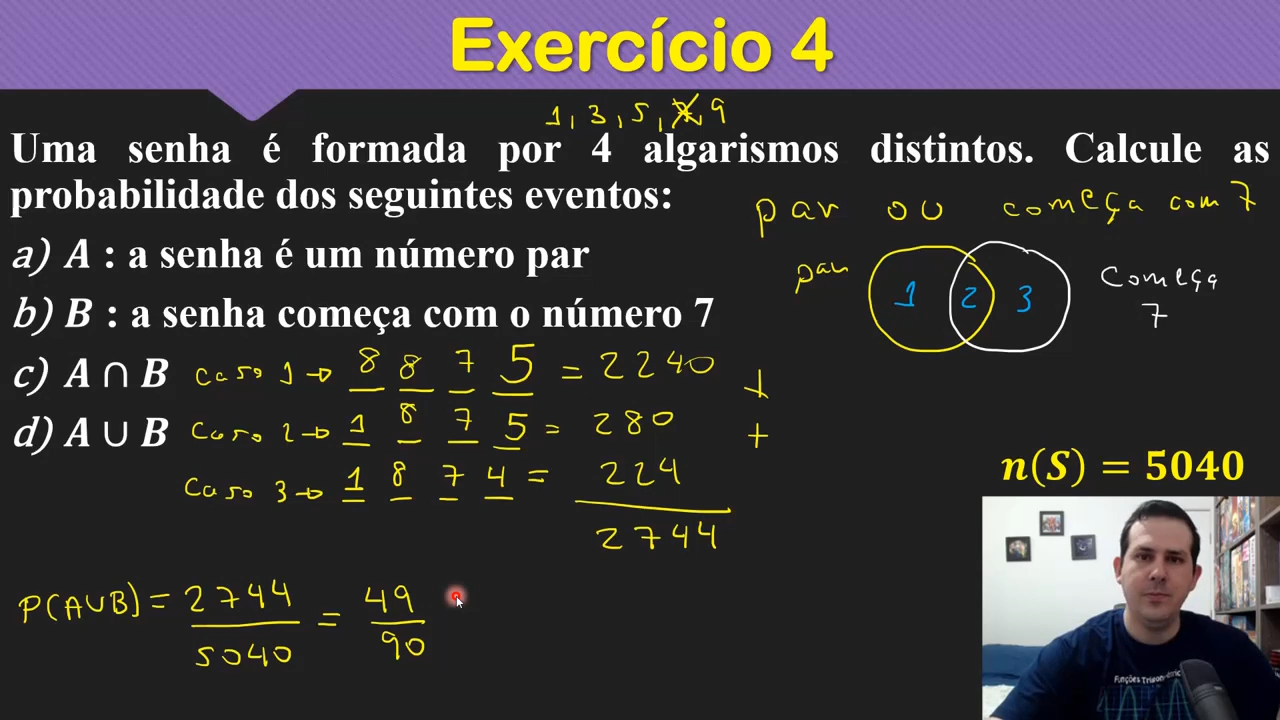 Exercício 4
1, 3, 5, 7, 9
Uma senha é formada por 4 algarismos distintos. Calcule as
probabilidade dos seguintes eventos:
par ou começa com 7
a) A : a senha é um número par
par 1 2 3 começa
7
b) B : a senha começa com o número 7
c) A ∩ B
caso 1 → 8 8 7 5 = 2240 +
d) A ∪ B
caso 2 → 1 8 7 5 = 280 +
caso 3 → 1 8 7 4 = 224
2744
n(S) = 5040
P(A∪B) = 2744/5040 = 49/90